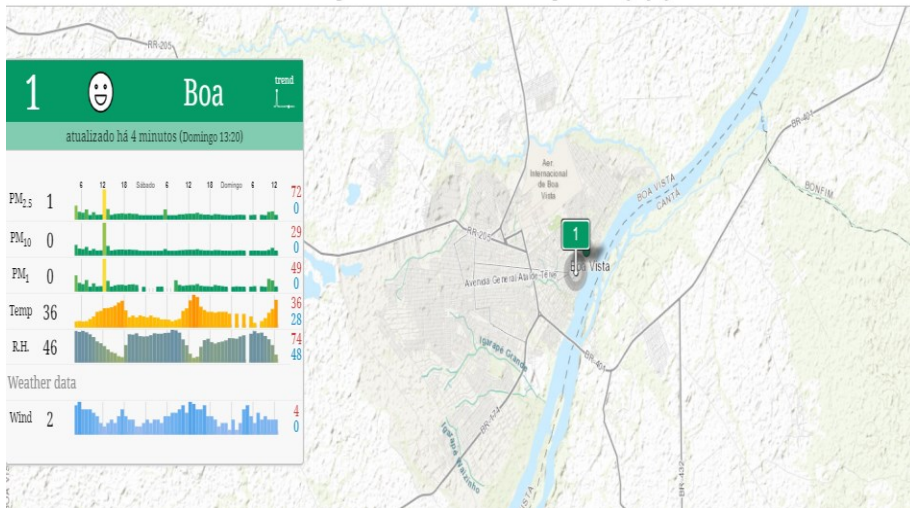 1 Boa trend
atualizado há 4 minutos (Domingo 13:20)
6 12 18 Sábado 6 12 18 Domingo 6 12
PM2.5 1 72 0
PM10 0 29 0
PM1 0 49 0
Temp 36 36 28
R.H. 46 74 48
Weather data
Wind 2 4 0
RR-205
Aer.
Internacional
de Boa
Vista
BOA VISTA
CANTÁ
BR-401
BONFIM
RR-205
1
Boa Vista
Avenida General Ataíde Teive
BR-401
Igarapé Grande
BR-174
BR-432